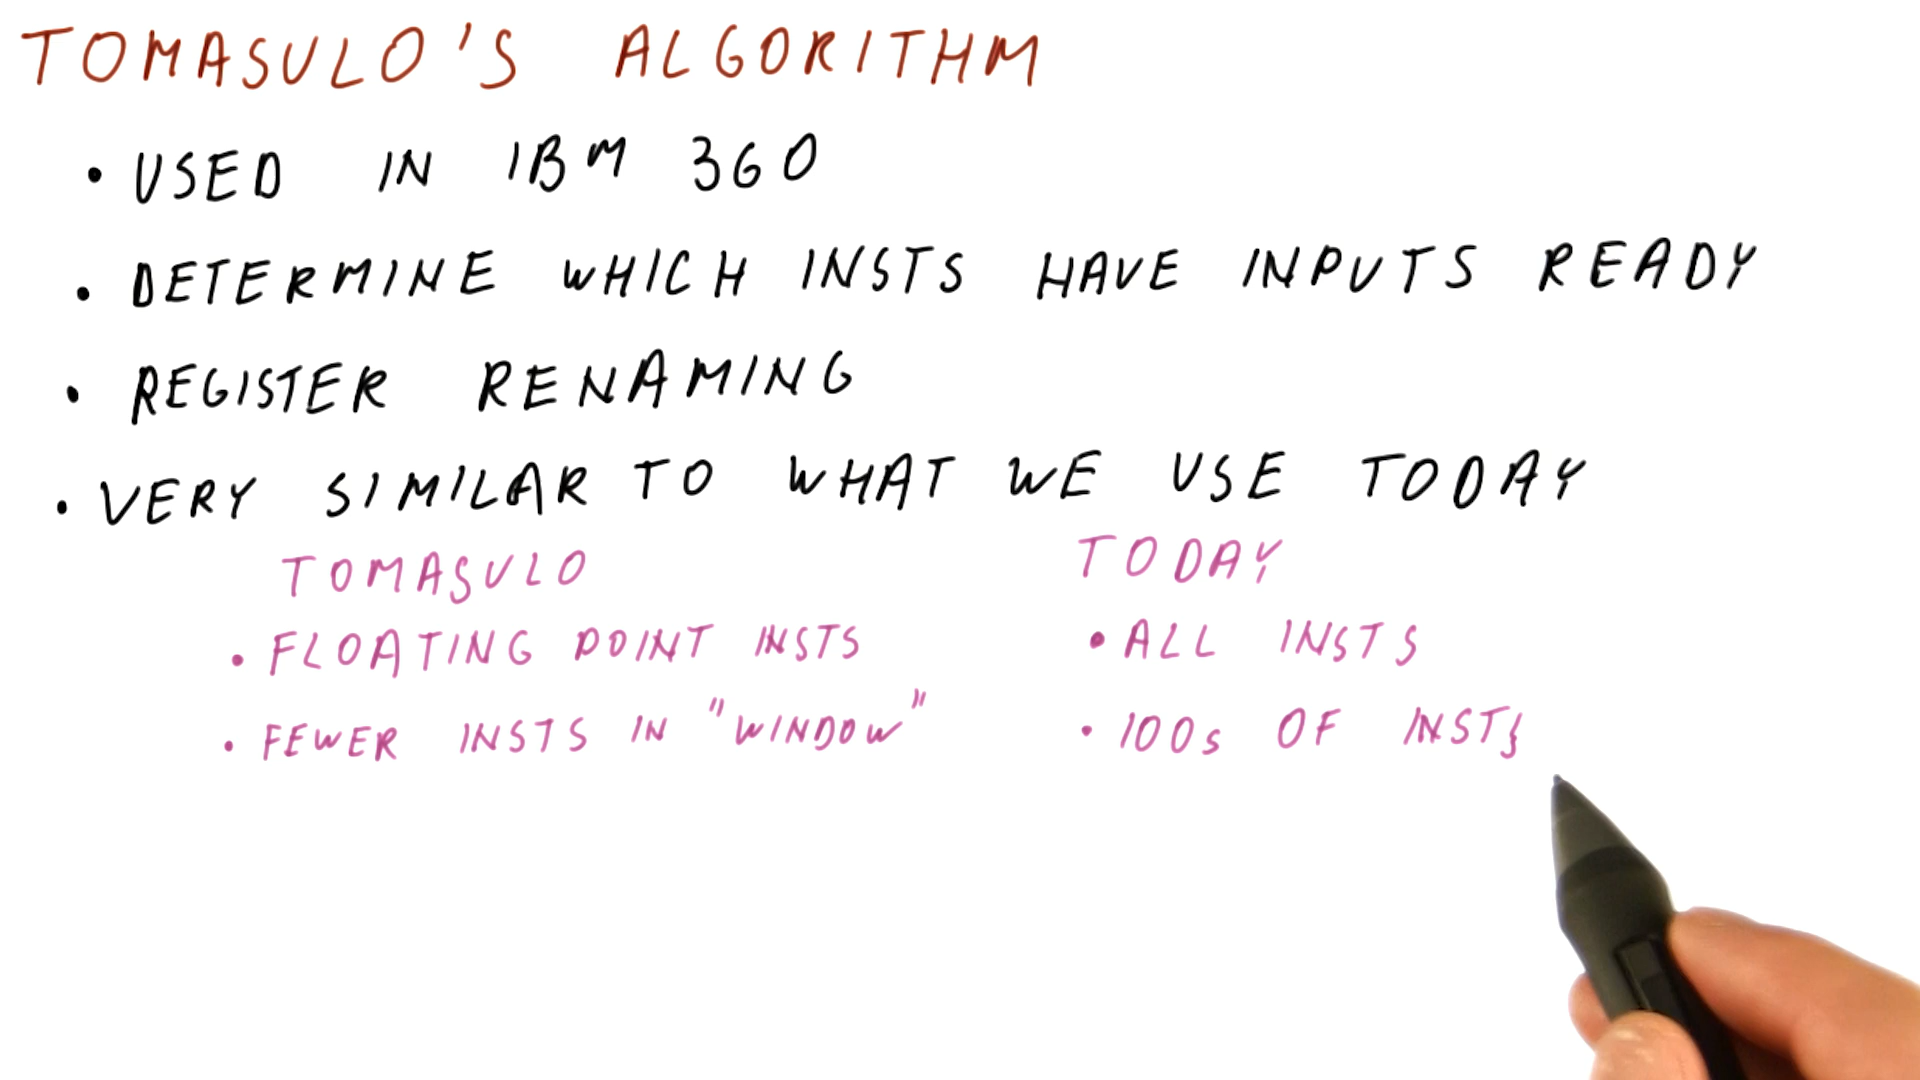 TOMASULO'S ALGORITHM
• USED IN IBM 360
• DETERMINE WHICH INSTS HAVE INPUTS READY
• REGISTER RENAMING
• VERY SIMILAR TO WHAT WE USE TODAY
TOMASULO
• FLOATING POINT INSTS
• FEWER INSTS IN "WINDOW"
TODAY
• ALL INSTS
• 100s OF INSTS